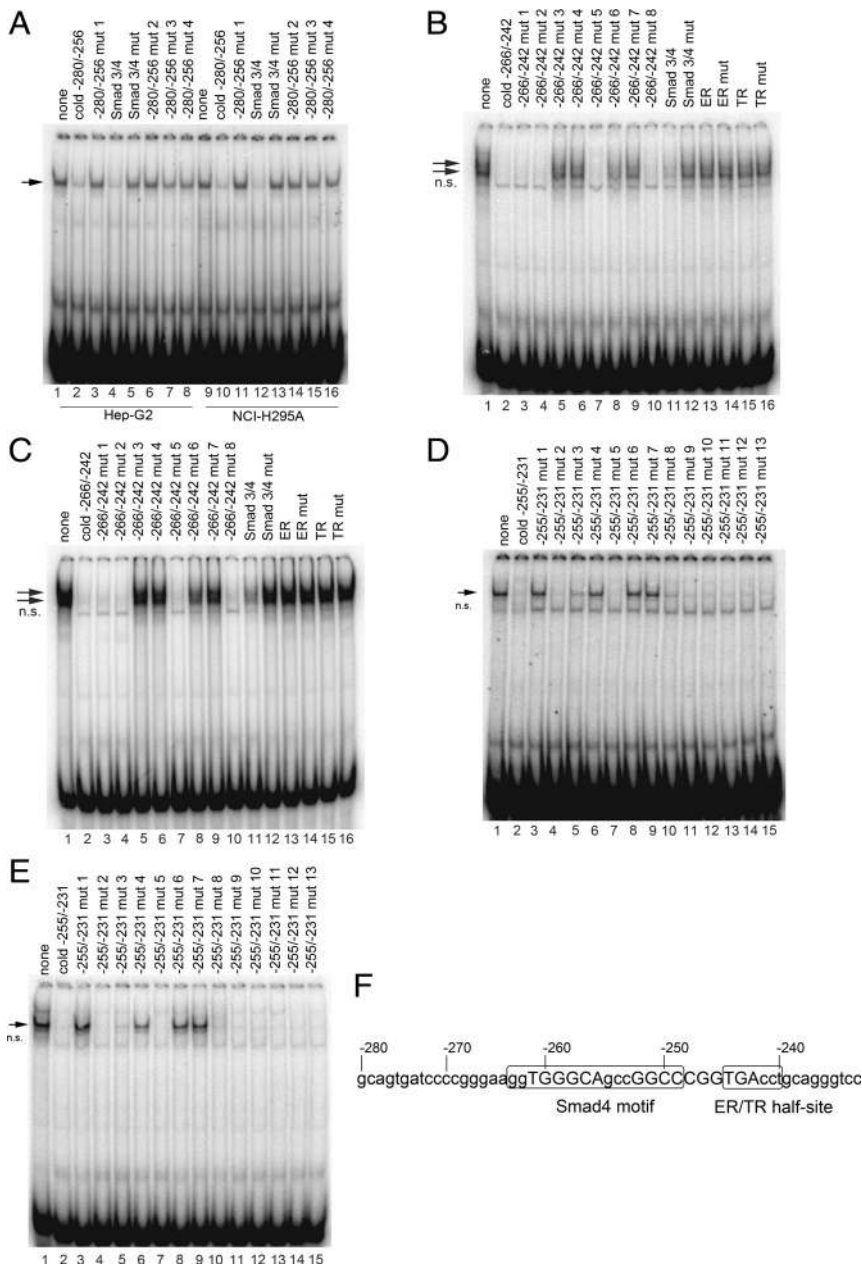 A
none
cold -280/-256
-280/-256 mut 1
Smad 3/4
Smad 3/4 mut
-280/-256 mut 2
-280/-256 mut 3
-280/-256 mut 4
none
cold -280/-256
-280/-256 mut 1
Smad 3/4
Smad 3/4 mut
-280/-256 mut 2
-280/-256 mut 3
-280/-256 mut 4
1 2 3 4 5 6 7 8 9 10 11 12 13 14 15 16
Hep-G2 NCI-H295A
B
none
cold -266/-242
-266/-242 mut 1
-266/-242 mut 2
-266/-242 mut 3
-266/-242 mut 4
-266/-242 mut 5
-266/-242 mut 6
-266/-242 mut 7
-266/-242 mut 8
Smad 3/4
Smad 3/4 mut
ER
ER mut
TR
TR mut
n.s.
1 2 3 4 5 6 7 8 9 10 11 12 13 14 15 16
C
none
cold -266/-242
-266/-242 mut 1
-266/-242 mut 2
-266/-242 mut 3
-266/-242 mut 4
-266/-242 mut 5
-266/-242 mut 6
-266/-242 mut 7
-266/-242 mut 8
Smad 3/4
Smad 3/4 mut
ER
ER mut
TR
TR mut
n.s.
1 2 3 4 5 6 7 8 9 10 11 12 13 14 15 16
D
none
cold -255/-231
-255/-231 mut 1
-255/-231 mut 2
-255/-231 mut 3
-255/-231 mut 4
-255/-231 mut 5
-255/-231 mut 6
-255/-231 mut 7
-255/-231 mut 8
-255/-231 mut 9
-255/-231 mut 10
-255/-231 mut 11
-255/-231 mut 12
-255/-231 mut 13
n.s.
1 2 3 4 5 6 7 8 9 10 11 12 13 14 15
E
none
cold -255/-231
-255/-231 mut 1
-255/-231 mut 2
-255/-231 mut 3
-255/-231 mut 4
-255/-231 mut 5
-255/-231 mut 6
-255/-231 mut 7
-255/-231 mut 8
-255/-231 mut 9
-255/-231 mut 10
-255/-231 mut 11
-255/-231 mut 12
-255/-231 mut 13
n.s.
1 2 3 4 5 6 7 8 9 10 11 12 13 14 15
F
-280 -270 -260 -250 -240
gcagtgatccccgggaaggTGGGCAgccGGCCCGGTGAcctgcagggtcc
Smad4 motif ER/TR half-site